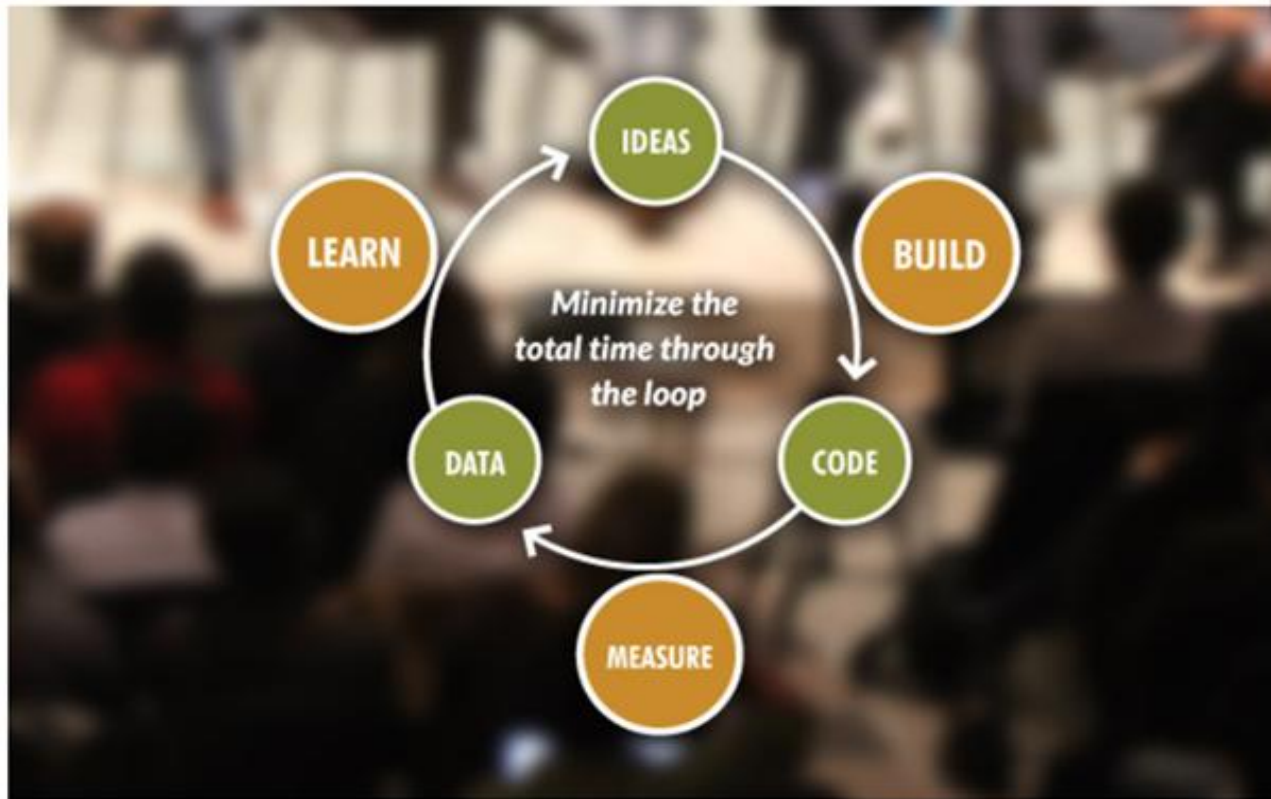 IDEAS
LEARN
BUILD
Minimize the
total time through
the loop
DATA
CODE
MEASURE